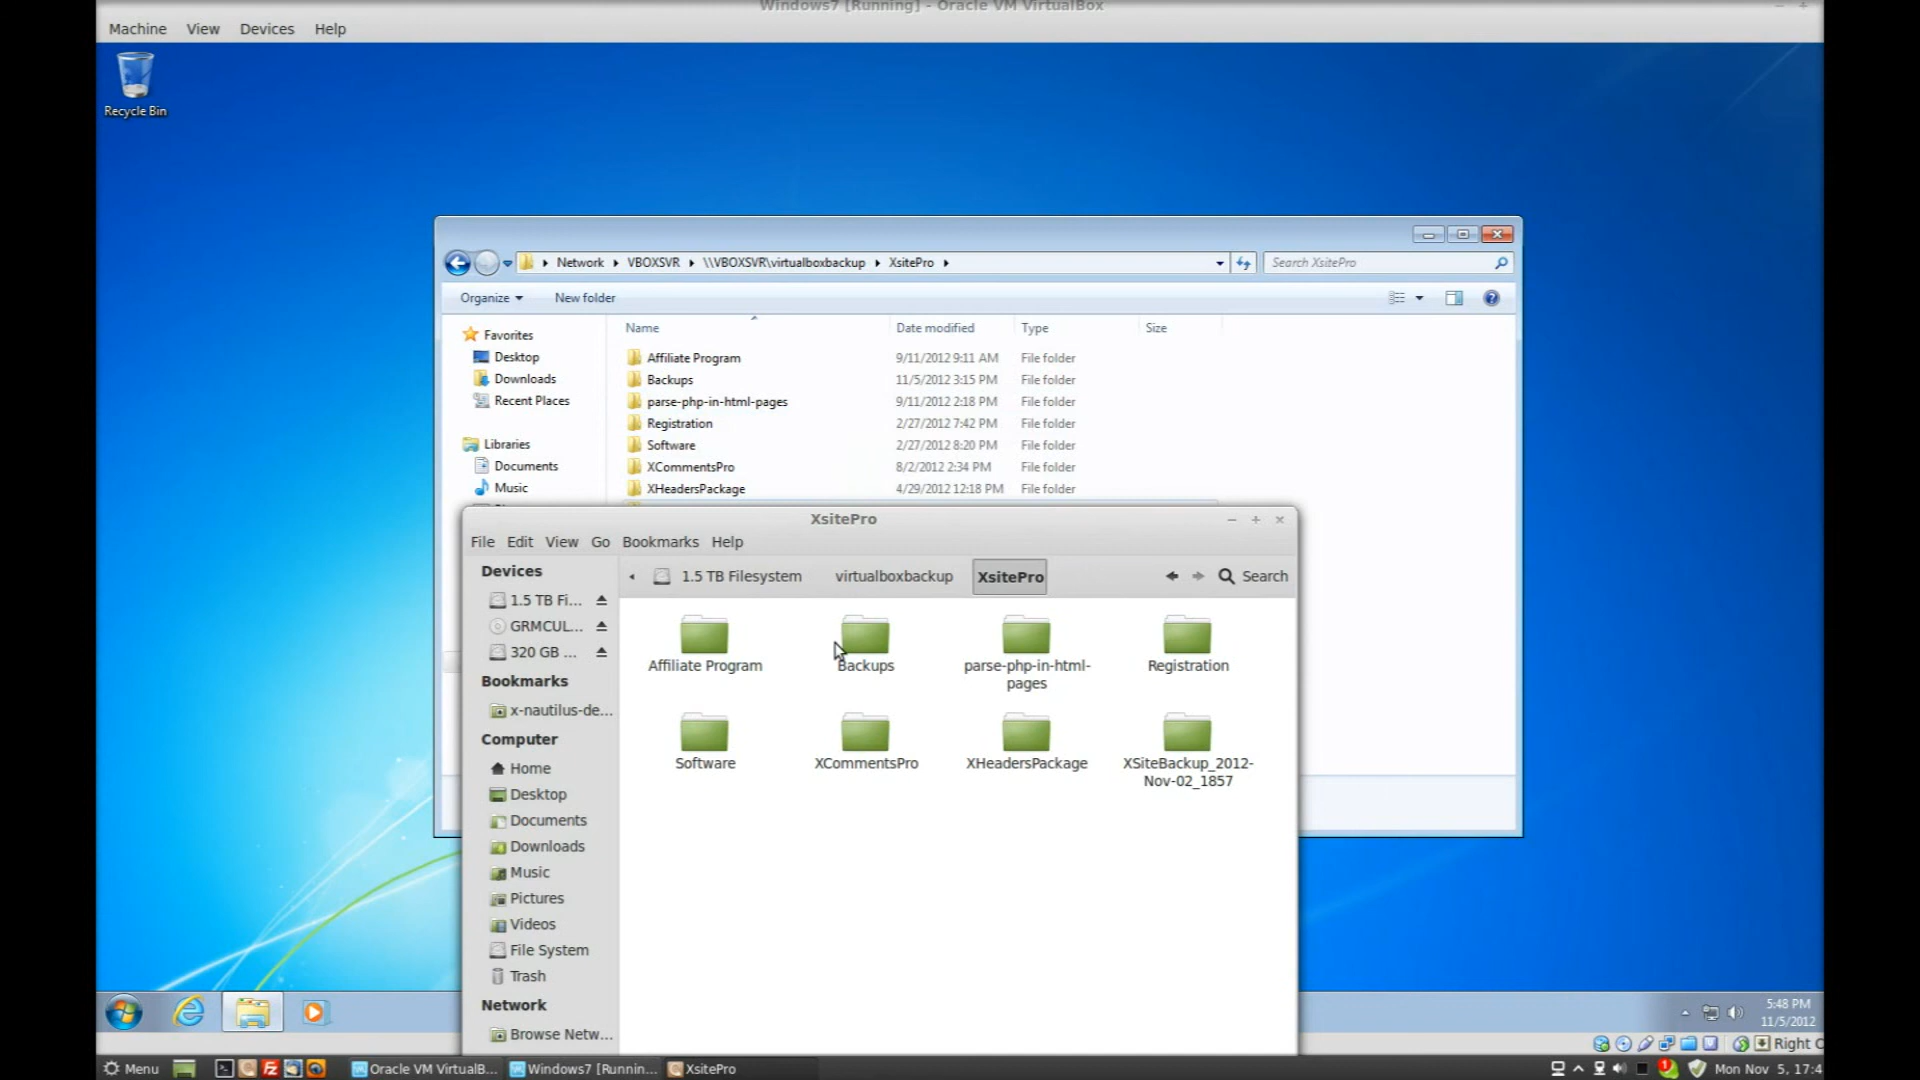 Windows7 [Running] - Oracle VM VirtualBox
Machine View Devices Help
Recycle Bin
Network VBOXSVR \\VBOXSVR\virtualboxbackup XsitePro
Search XsitePro
Organize New folder
Favorites
Desktop
Downloads
Recent Places
Libraries
Documents
Music
Name Date modified Type Size
Affiliate Program 9/11/2012 9:11 AM File folder
Backups 11/5/2012 3:15 PM File folder
parse-php-in-html-pages 9/11/2012 2:18 PM File folder
Registration 2/27/2012 7:42 PM File folder
Software 2/27/2012 8:20 PM File folder
XCommentsPro 8/2/2012 2:34 PM File folder
XHeadersPackage 4/29/2012 12:18 PM File folder
XsitePro
File Edit View Go Bookmarks Help
1.5 TB Filesystem virtualboxbackup XsitePro Search
Devices
1.5 TB Fi...
GRMCUL...
320 GB ...
Bookmarks
x-nautilus-de...
Computer
Home
Desktop
Documents
Downloads
Music
Pictures
Videos
File System
Trash
Network
Browse Netw...
Affiliate Program
Backups
parse-php-in-html-
pages
Registration
Software
XCommentsPro
XHeadersPackage
XSiteBackup_2012-
Nov-02_1857
5:48 PM
11/5/2012
Right C
Menu Oracle VM VirtualB... Windows7 [Runnin... XsitePro Mon Nov 5, 17:4